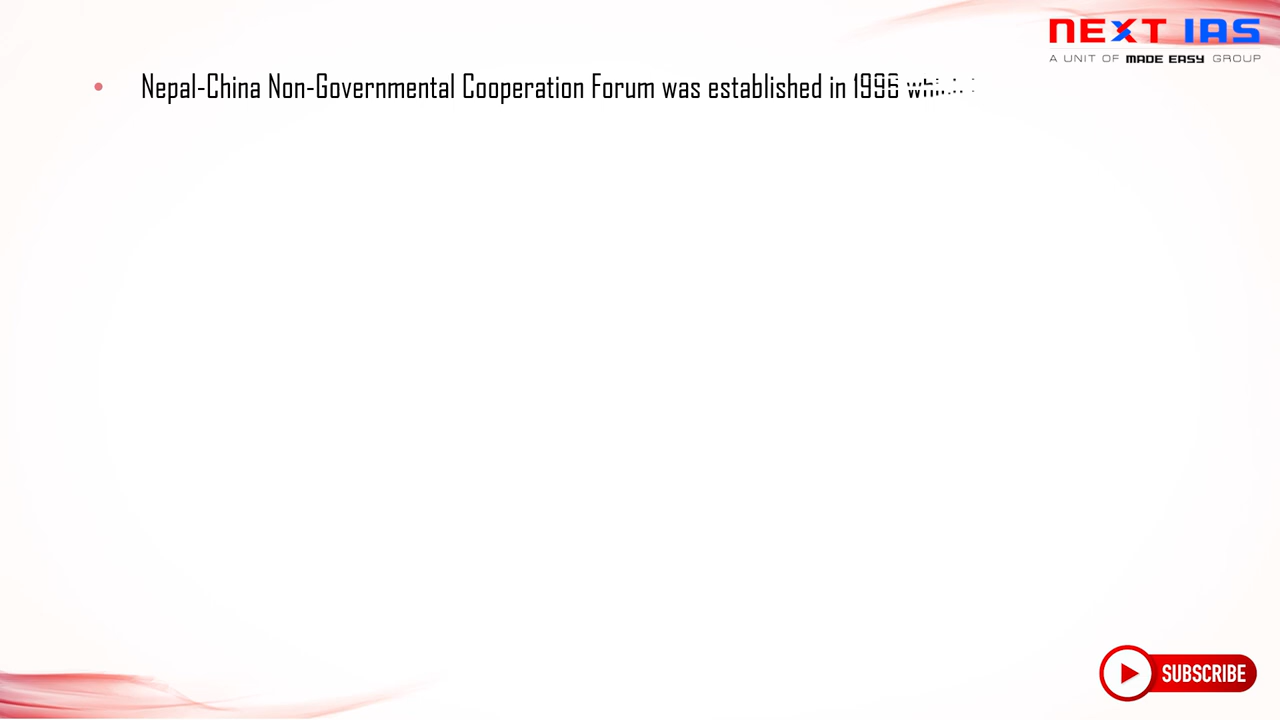 NEXT IAS
A UNIT OF MADE EASY GROUP
• Nepal-China Non-Governmental Cooperation Forum was established in 1996
SUBSCRIBE